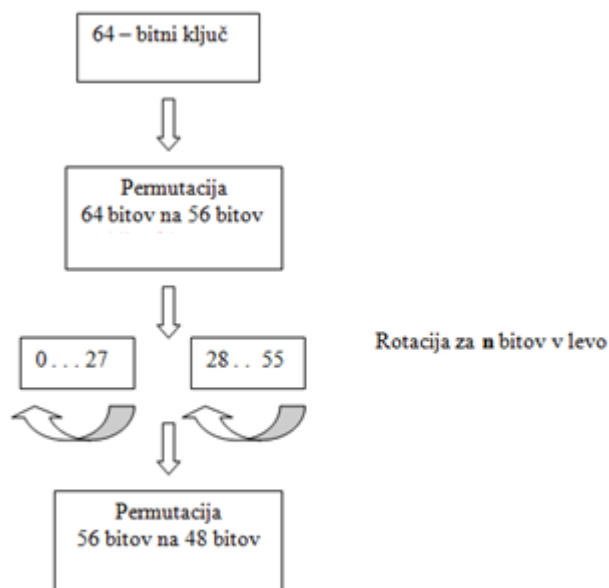 64 – bitni ključ
Permutacija
64 bitov na 56 bitov
0 . . . 27
28 . . 55
Rotacija za n bitov v levo
Permutacija
56 bitov na 48 bitov